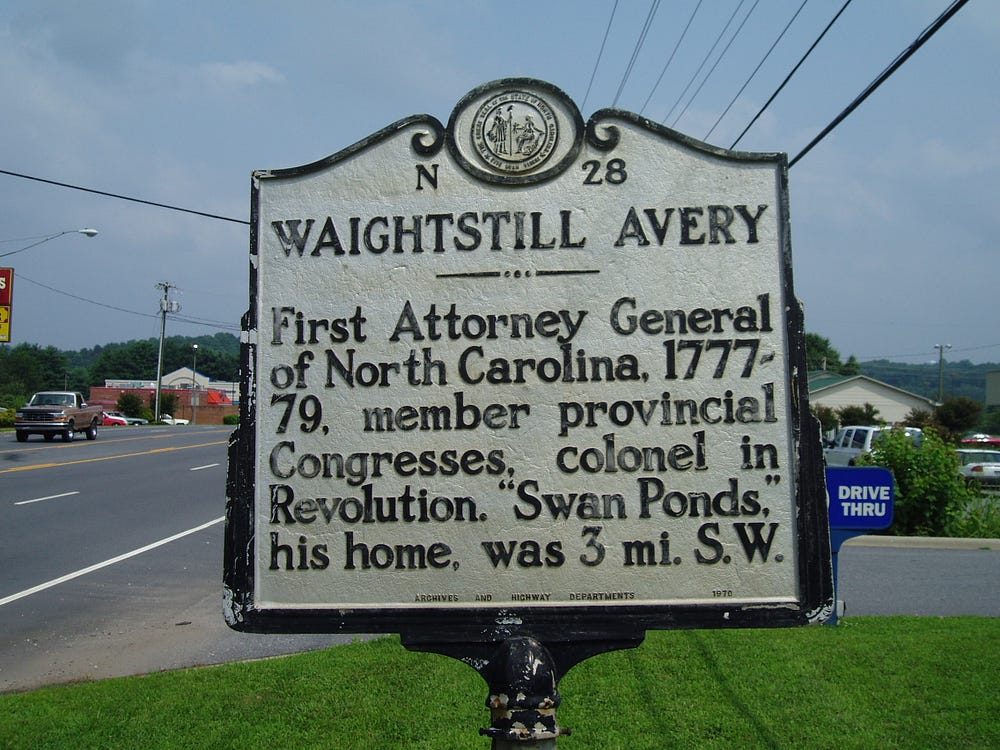 N 28
WAIGHTSTILL AVERY
First Attorney General
of North Carolina, 1777-
79, member provincial
Congresses, colonel in
Revolution. "Swan Ponds,"
his home, was 3 mi. S.W.
ARCHIVES AND HIGHWAY DEPARTMENTS 1970
DRIVE
THRU
S